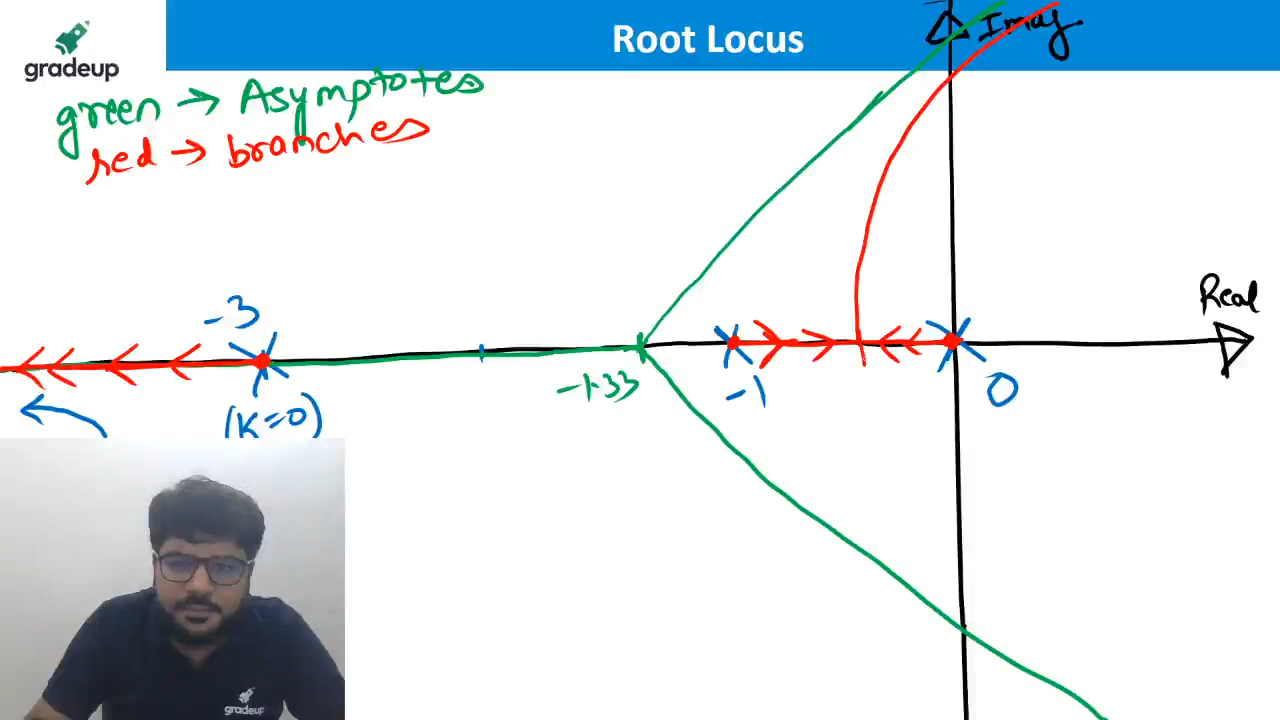 Root Locus
Imag
gradeup
green → Asymptotes
red → branches
Real
-3
-1.33
-1
0
(K=0)
gradeup